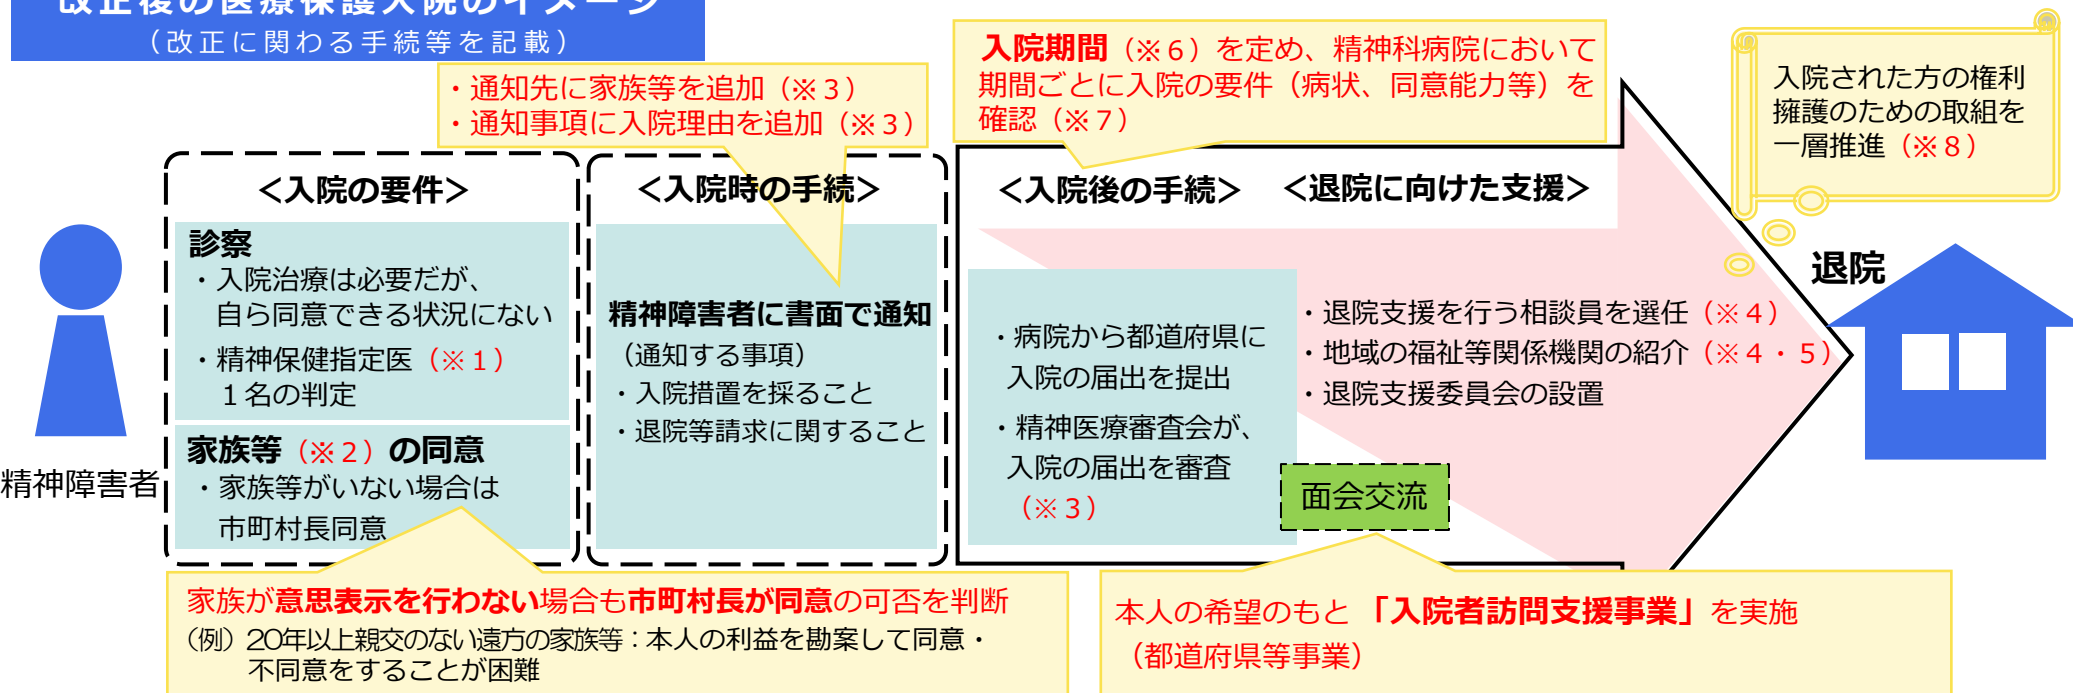 改正後の医療保護入院のイメージ
（改正に関わる手続等を記載）
・通知先に家族等を追加（※３）
・通知事項に入院理由を追加（※３）
入院期間（※６）を定め、精神科病院において
期間ごとに入院の要件（病状、同意能力等）を
確認（※７）
入院された方の権利
擁護のための取組を
一層推進（※８）
＜入院の要件＞
診察
・入院治療は必要だが、
自ら同意できる状況にない
・精神保健指定医（※１）
１名の判定
家族等（※２）の同意
・家族等がいない場合は
市町村長同意
精神障害者
＜入院時の手続＞
精神障害者に書面で通知
（通知する事項）
・入院措置を採ること
・退院等請求に関すること
＜入院後の手続＞
・病院から都道府県に
入院の届出を提出
・精神医療審査会が、
入院の届出を審査
（※３）
＜退院に向けた支援＞
・退院支援を行う相談員を選任（※４）
・地域の福祉等関係機関の紹介（※４・５）
・退院支援委員会の設置
面会交流
退院
家族が意思表示を行わない場合も市町村長が同意の可否を判断
（例）20年以上親交のない遠方の家族等：本人の利益を勘案して同意・
不同意をすることが困難
本人の希望のもと「入院者訪問支援事業」を実施
（都道府県等事業）